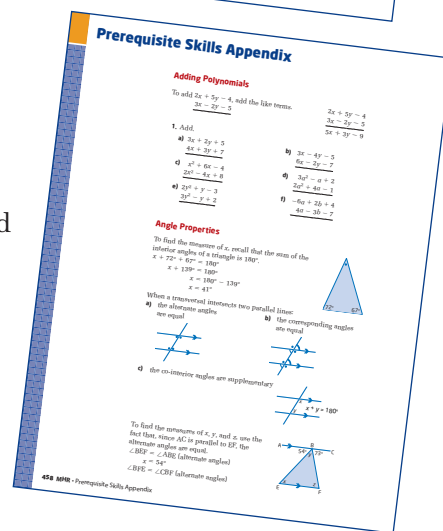 d
Prerequisite Skills Appendix
Adding Polynomials
To add 2x + 5y − 4, add the like terms.
3x − 2y − 5
2x + 5y − 4
3x − 2y − 5
5x + 3y − 9
1. Add.
a) 3x + 2y + 5
4x + 3y + 7
b) 3x − 4y − 5
6x − 2y − 7
c) x² + 6x − 4
2x² − 4x + 6
d) 3a² − a + 2
2a² + 4a − 1
e) 2y² + y − 3
3y² − y + 2
f) −6a + 2b + 4
4a − 3b − 7
Angle Properties
To find the measure of x, recall that the sum of the
interior angles of a triangle is 180°.
x + 72° + 67° = 180°
x + 139° = 180°
x = 180° − 139°
x = 41°
72° 67°
When a transversal intersects two parallel lines:
a) the alternate angles
are equal
b) the corresponding angles
are equal
c) the co-interior angles are supplementary
x
y
x + y = 180°
To find the measures of x, y, and z, use the
fact that, since AC is parallel to EF, the
alternate angles are equal.
∠BEF = ∠ABE (alternate angles)
x = 54°
∠BFE = ∠CBF (alternate angles)
A B C
54° 73°
E F
458 MHR • Prerequisite Skills Appendix